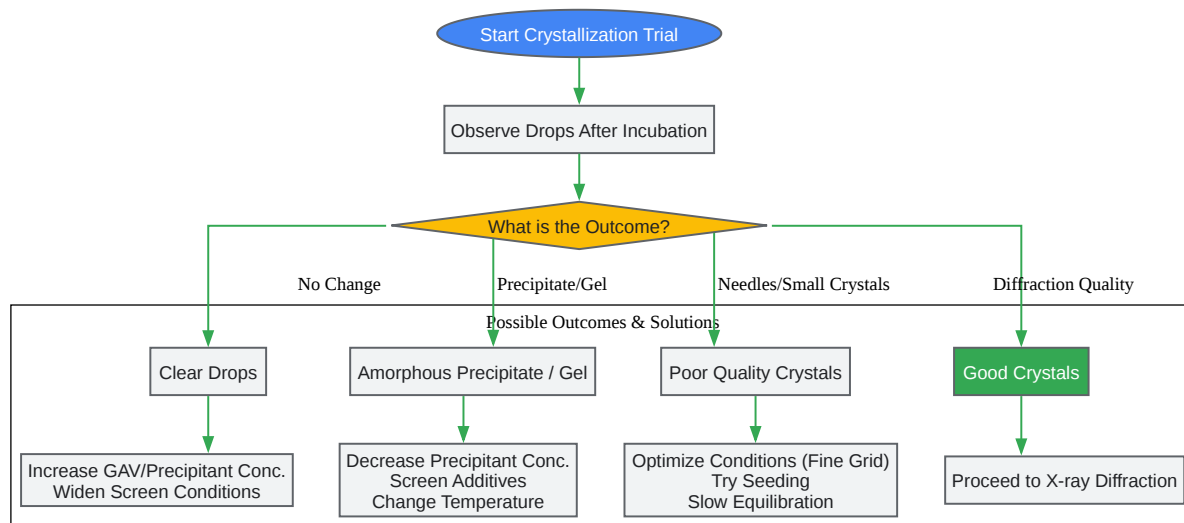 Start Crystallization Trial
Observe Drops After Incubation
What is the Outcome?
No Change
Precipitate/Gel
Needles/Small Crystals
Diffraction Quality
Possible Outcomes & Solutions
Clear Drops
Amorphous Precipitate / Gel
Poor Quality Crystals
Good Crystals
Increase GAV/Precipitant Conc.
Widen Screen Conditions
Decrease Precipitant Conc.
Screen Additives
Change Temperature
Optimize Conditions (Fine Grid)
Try Seeding
Slow Equilibration
Proceed to X-ray Diffraction